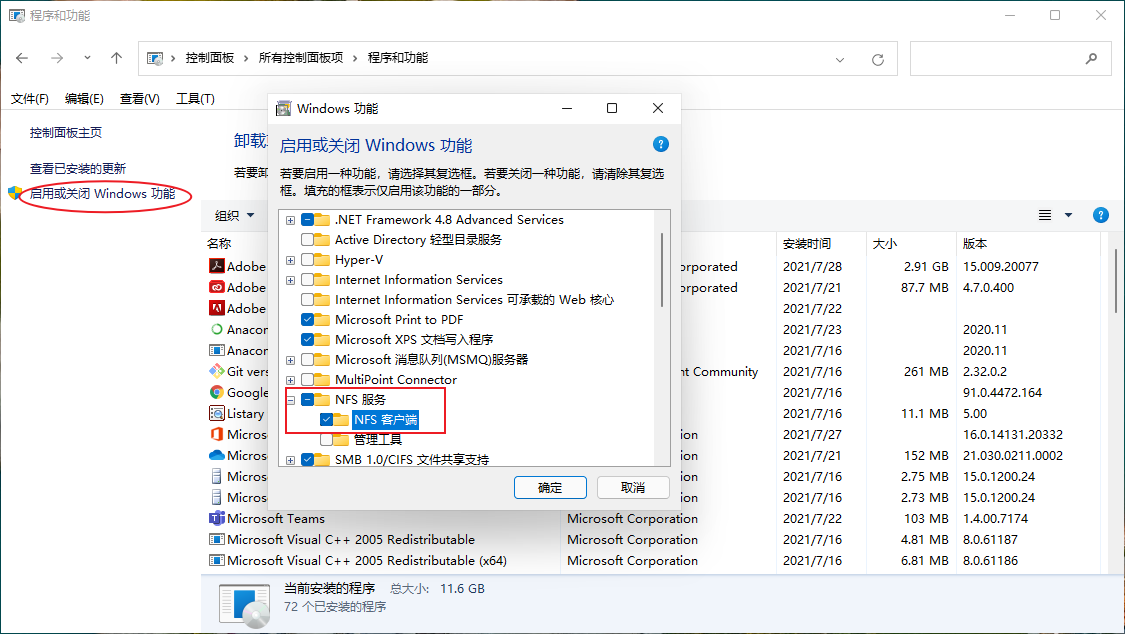 程序和功能
控制面板 › 所有控制面板项 › 程序和功能
文件(F) 编辑(E) 查看(V) 工具(T)
控制面板主页
查看已安装的更新
启用或关闭 Windows 功能
卸载
若要卸
组织
Windows 功能
启用或关闭 Windows 功能
若要启用一种功能，请选择其复选框。若要关闭一种功能，请清除其复选
框。填充的框表示仅启用该功能的一部分。
.NET Framework 4.8 Advanced Services
Active Directory 轻型目录服务
Hyper-V
Internet Information Services
Internet Information Services 可承载的 Web 核心
Microsoft Print to PDF
Microsoft XPS 文档写入程序
Microsoft 消息队列(MSMQ)服务器
MultiPoint Connector
NFS 服务
NFS 客户端
管理工具
SMB 1.0/CIFS 文件共享支持
确定 取消
名称 安装时间 大小 版本
Adobe orporated 2021/7/28 2.91 GB 15.009.20077
Adobe orporated 2021/7/21 87.7 MB 4.7.0.400
Adobe 2021/7/22
Anacon 2021/7/23 2020.11
Anacon 2021/7/16 2020.11
Git vers nt Community 2021/7/16 261 MB 2.32.0.2
Google 2021/7/16 91.0.4472.164
Listary 2021/7/16 11.1 MB 5.00
Micros ion 2021/7/27 16.0.14131.20332
Micros ion 2021/7/21 152 MB 21.030.0211.0002
Micros ion 2021/7/16 2.75 MB 15.0.1200.24
Micros ion 2021/7/16 2.73 MB 15.0.1200.24
Microsoft Teams Microsoft Corporation 2021/7/22 103 MB 1.4.00.7174
Microsoft Visual C++ 2005 Redistributable Microsoft Corporation 2021/7/16 4.81 MB 8.0.61187
Microsoft Visual C++ 2005 Redistributable (x64) Microsoft Corporation 2021/7/16 6.81 MB 8.0.61186
当前安装的程序 总大小: 11.6 GB
72 个已安装的程序